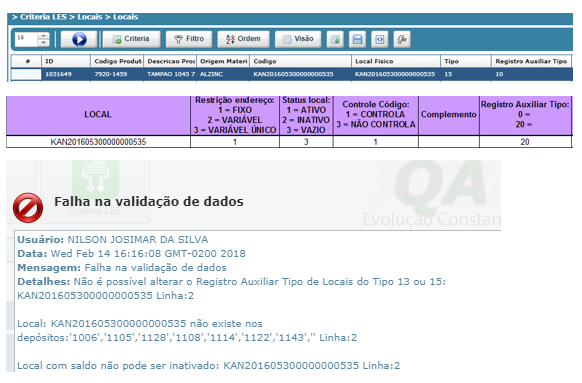 > Criteria LES > Locais > Locais
16 Criteria Filtro Ordem Visão
# ID Codigo Produt Descricao Proc Origem Materi Codigo Local Fisico Tipo Registro Auxiliar Tipo
1031649 7920-1459 TAMPAO 1045 7 ALZINC KAN201605300000000535 KAN201605300000000535 15 10
LOCAL Restrição endereço: 1 = FIXO 2 = VARIÁVEL 3 = VARIÁVEL ÚNICO Status local: 1 = ATIVO 2 = INATIVO 3 = VAZIO Controle Código: 1 = CONTROLA 3 = NÃO CONTROLA Complemento Registro Auxiliar Tipo: 0 = 20 =
KAN201605300000000535 1 3 1 20
Criteria LES
QA
Evolução Constan
Falha na validação de dados
Usuário: NILSON JOSIMAR DA SILVA
Data: Wed Feb 14 16:16:08 GMT-0200 2018
Mensagem: Falha na validação de dados
Detalhes: Não é possível alterar o Registro Auxiliar Tipo de Locais do Tipo 13 ou 15:
KAN201605300000000535 Linha:2
Local: KAN201605300000000535 não existe nos
depósitos:'1006','1105','1128','1108','1114','1122','1143','' Linha:2
Local com saldo não pode ser inativado: KAN201605300000000535 Linha:2